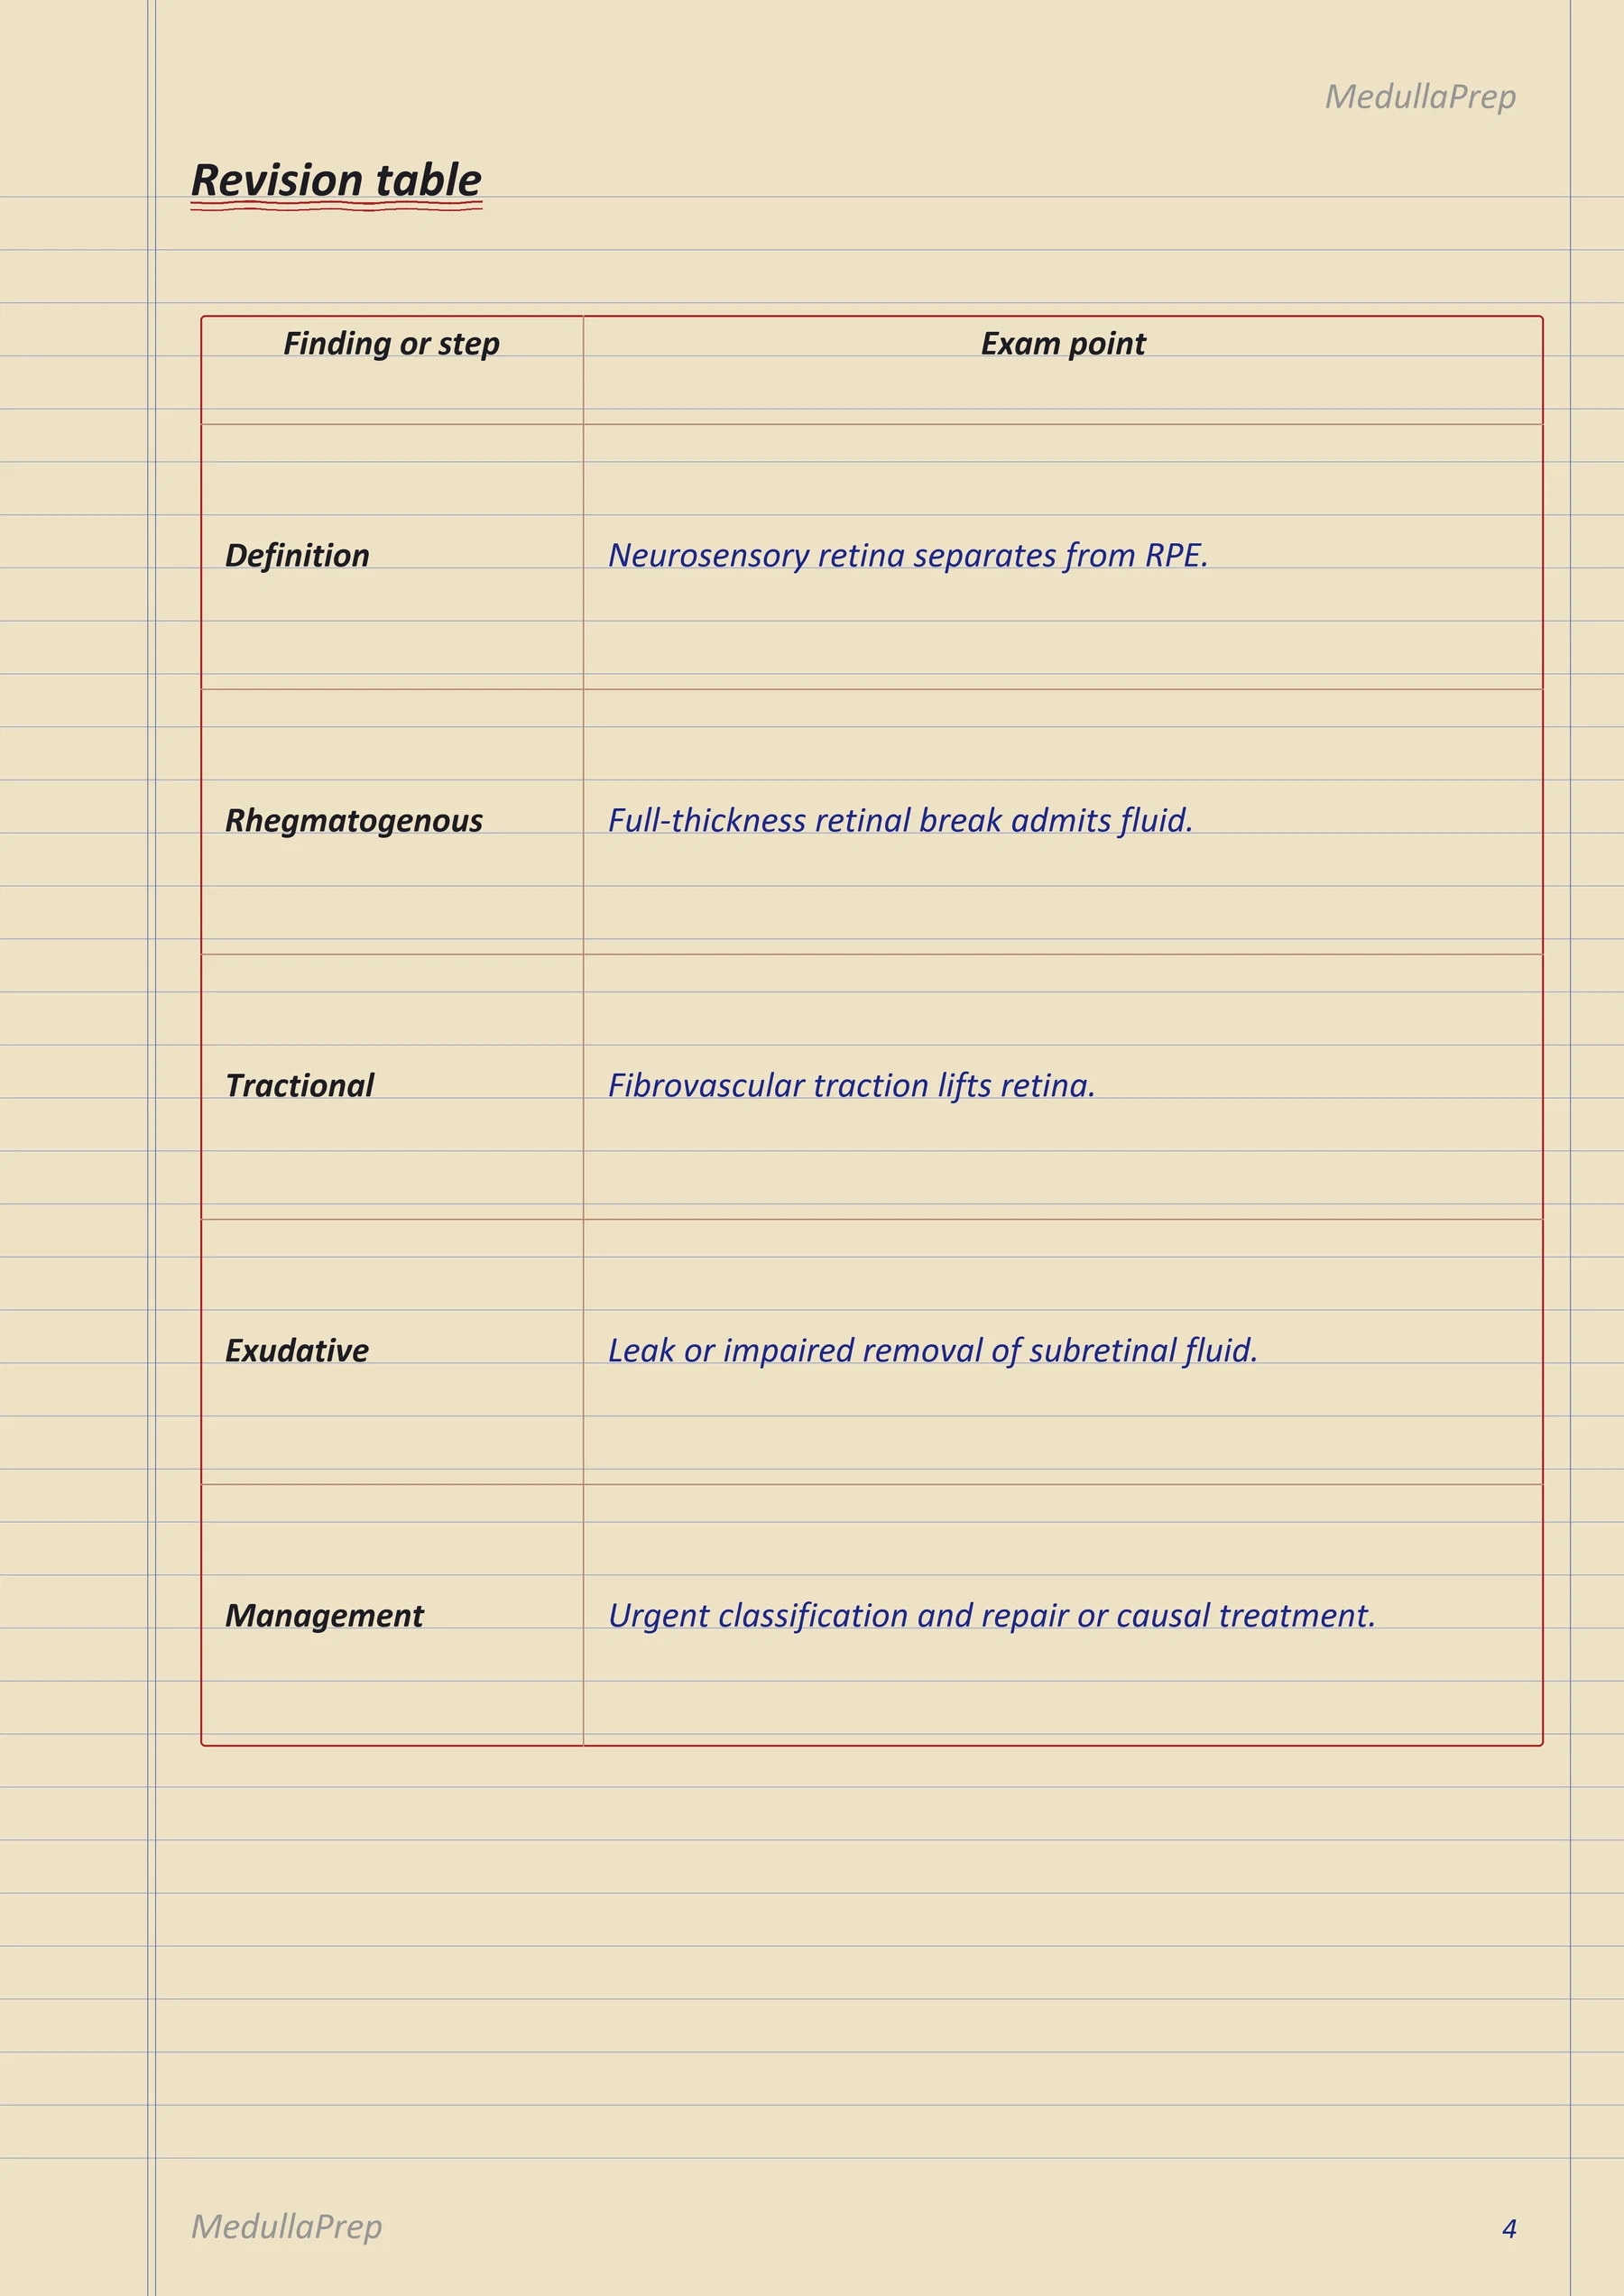 MedullaPrep
Revision table
Finding or step Exam point
Definition Neurosensory retina separates from RPE.
Rhegmatogenous Full-thickness retinal break admits fluid.
Tractional Fibrovascular traction lifts retina.
Exudative Leak or impaired removal of subretinal fluid.
Management Urgent classification and repair or causal treatment.
MedullaPrep 4